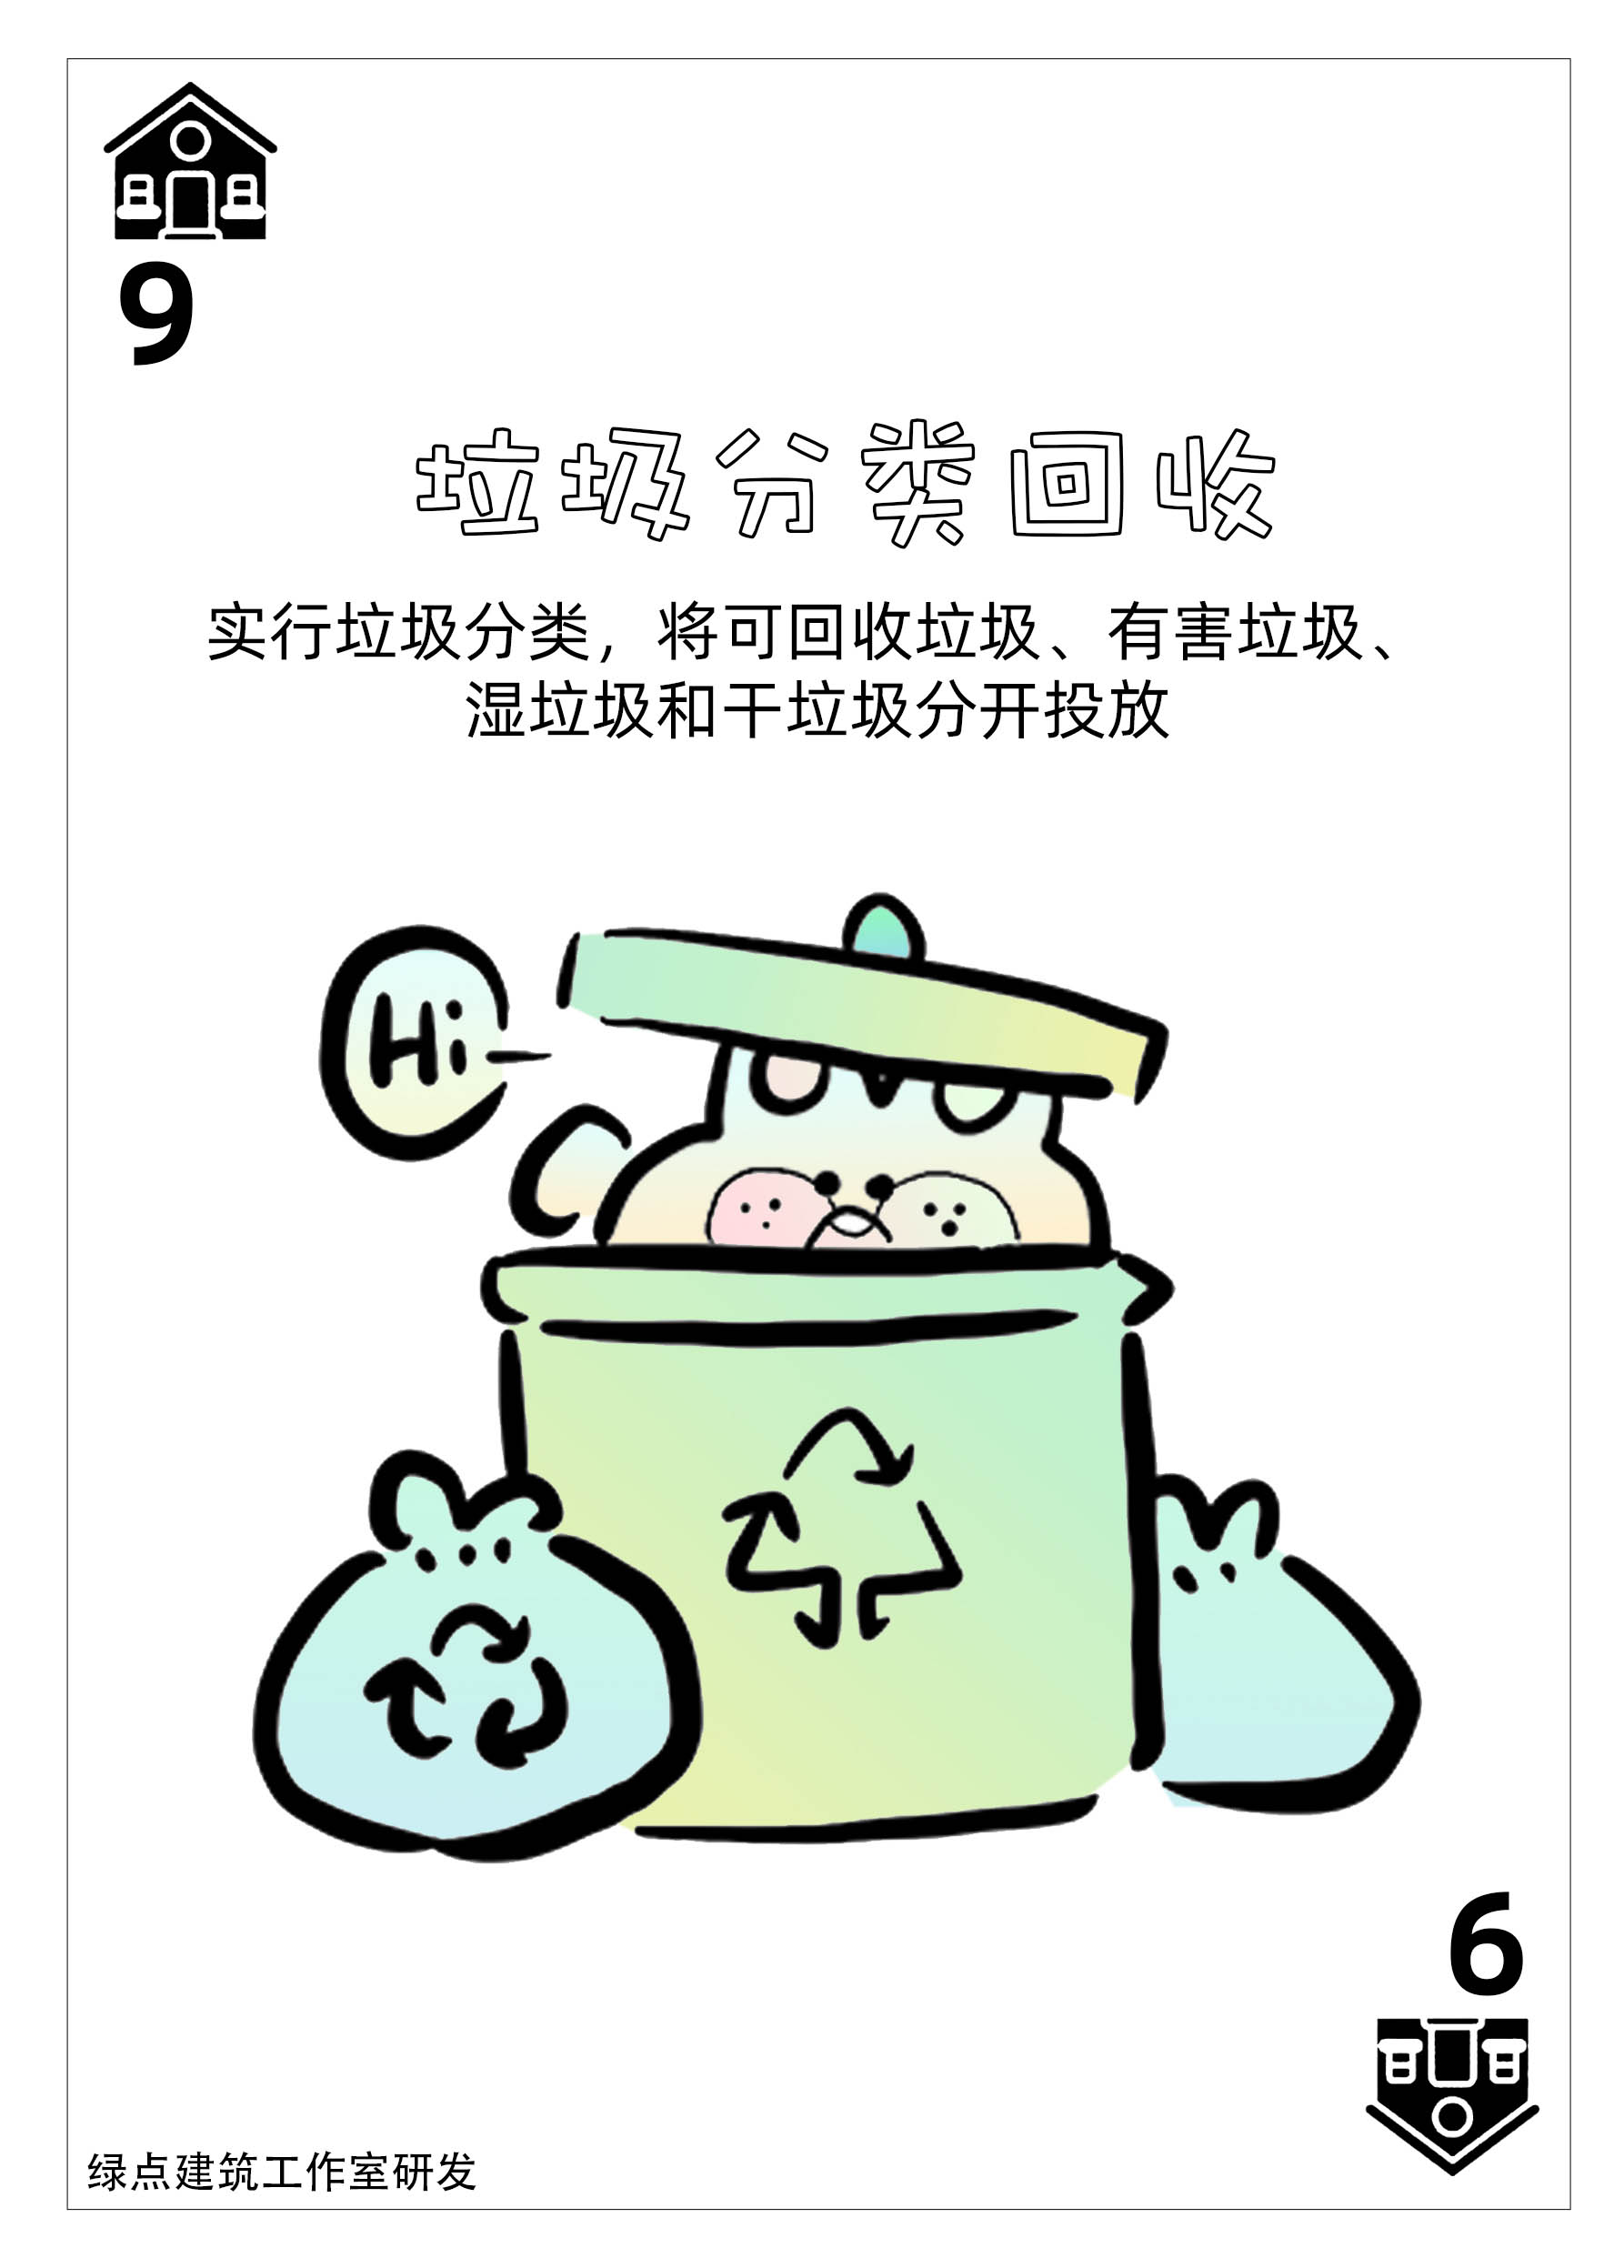 9
垃圾分类回收
实行垃圾分类，将可回收垃圾、有害垃圾、
湿垃圾和干垃圾分开投放
Hi
9
绿点建筑工作室研发